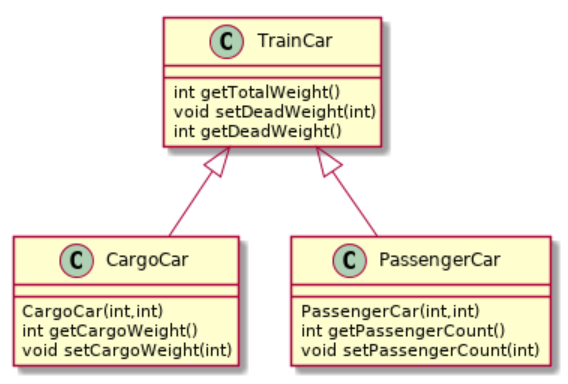 C TrainCar
int getTotalWeight()
void setDeadWeight(int)
int getDeadWeight()
C CargoCar
CargoCar(int,int)
int getCargoWeight()
void setCargoWeight(int)
C PassengerCar
PassengerCar(int,int)
int getPassengerCount()
void setPassengerCount(int)